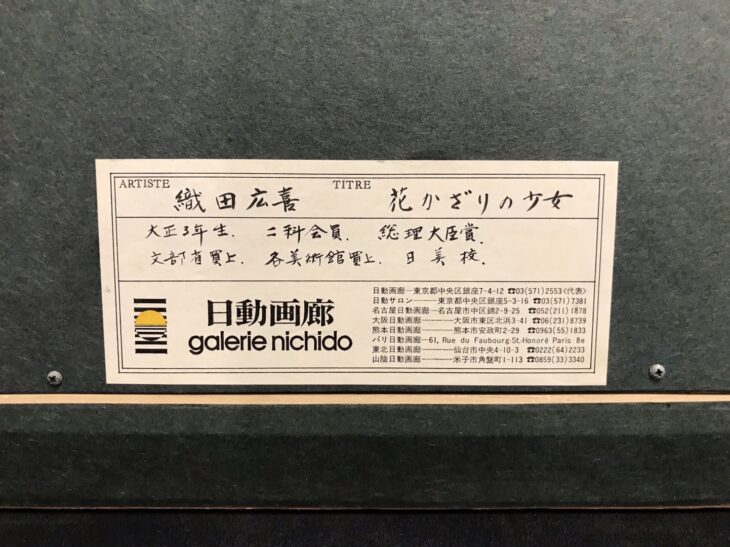 ARTISTE 織田広喜 TITRE 花かざりの少女
大正3年生. 二科会員. 総理大臣賞.
文部省買上. 各美術館買上. 日美校.
日動画廊
galerie nichido
日動画廊―東京都中央区銀座7-4-12 ☎03(571)2553<代表>
日動サロン―――東京都中央区銀座5-3-16 ☎03(571)7381
名古屋日動画廊―名古屋市中区錦2-9-25 ☎052(211)1878
大阪日動画廊―――大阪市東区北浜3-41 ☎06(231)8739
熊本日動画廊―――熊本市安政町2-29 ☎0963(55)1833
パリ日動画廊―61, Rue du Faubourg-St-Honoré Paris 8e
東北日動画廊―――仙台市中央4-10-3 ☎0222(64)2233
山陰日動画廊―――米子市角盤町1-113 ☎0859(33)3340